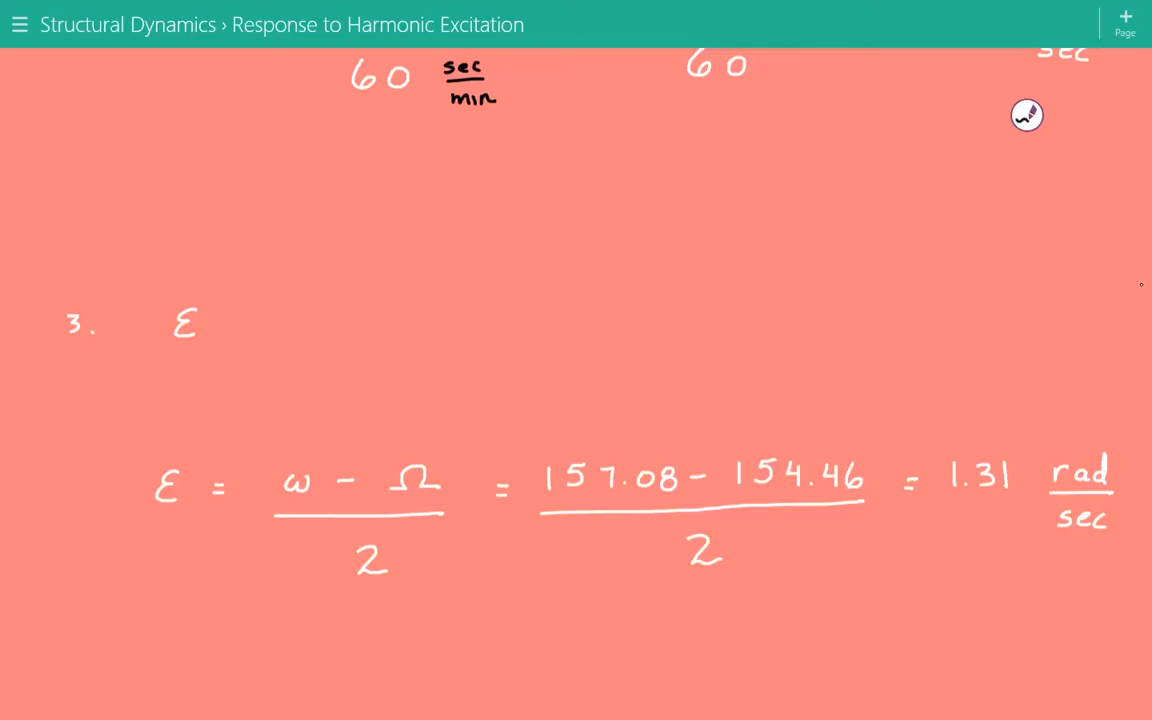 Structural Dynamics › Response to Harmonic Excitation
+
Page
60 sec/min 60 sec
3. ε
ε = ω - Ω / 2 = 157.08 - 154.46 / 2 = 1.31 rad/sec